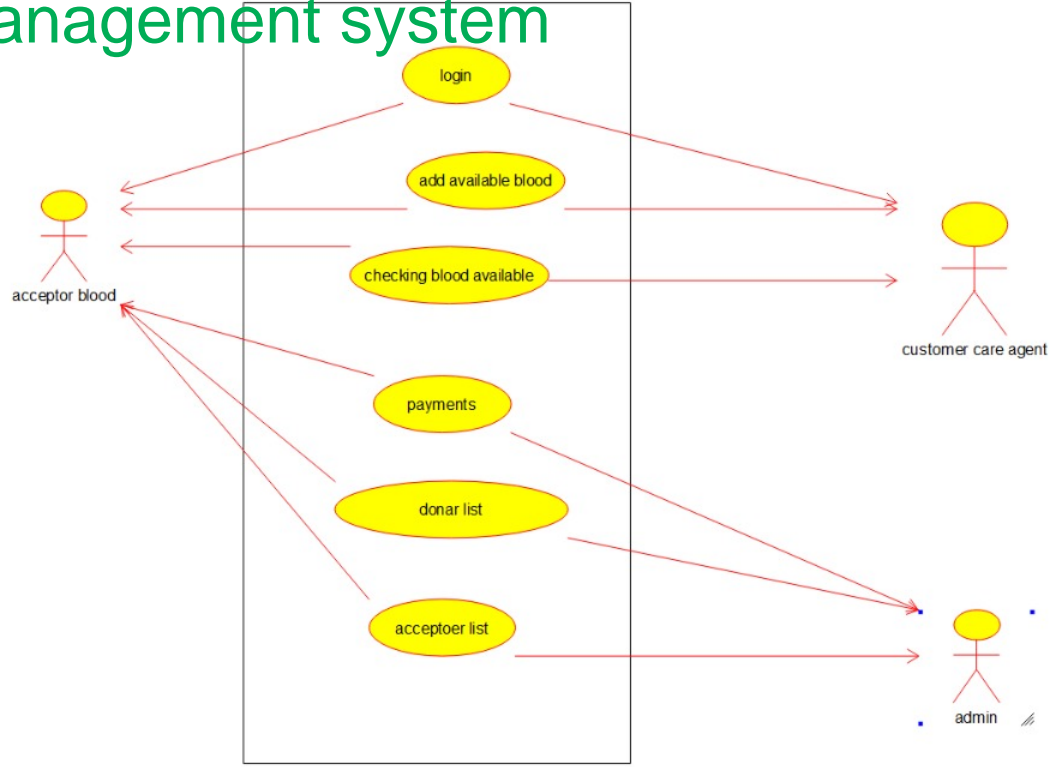 anagement system
login
add available blood
checking blood available
acceptor blood
customer care agent
payments
donar list
acceptoer list
admin